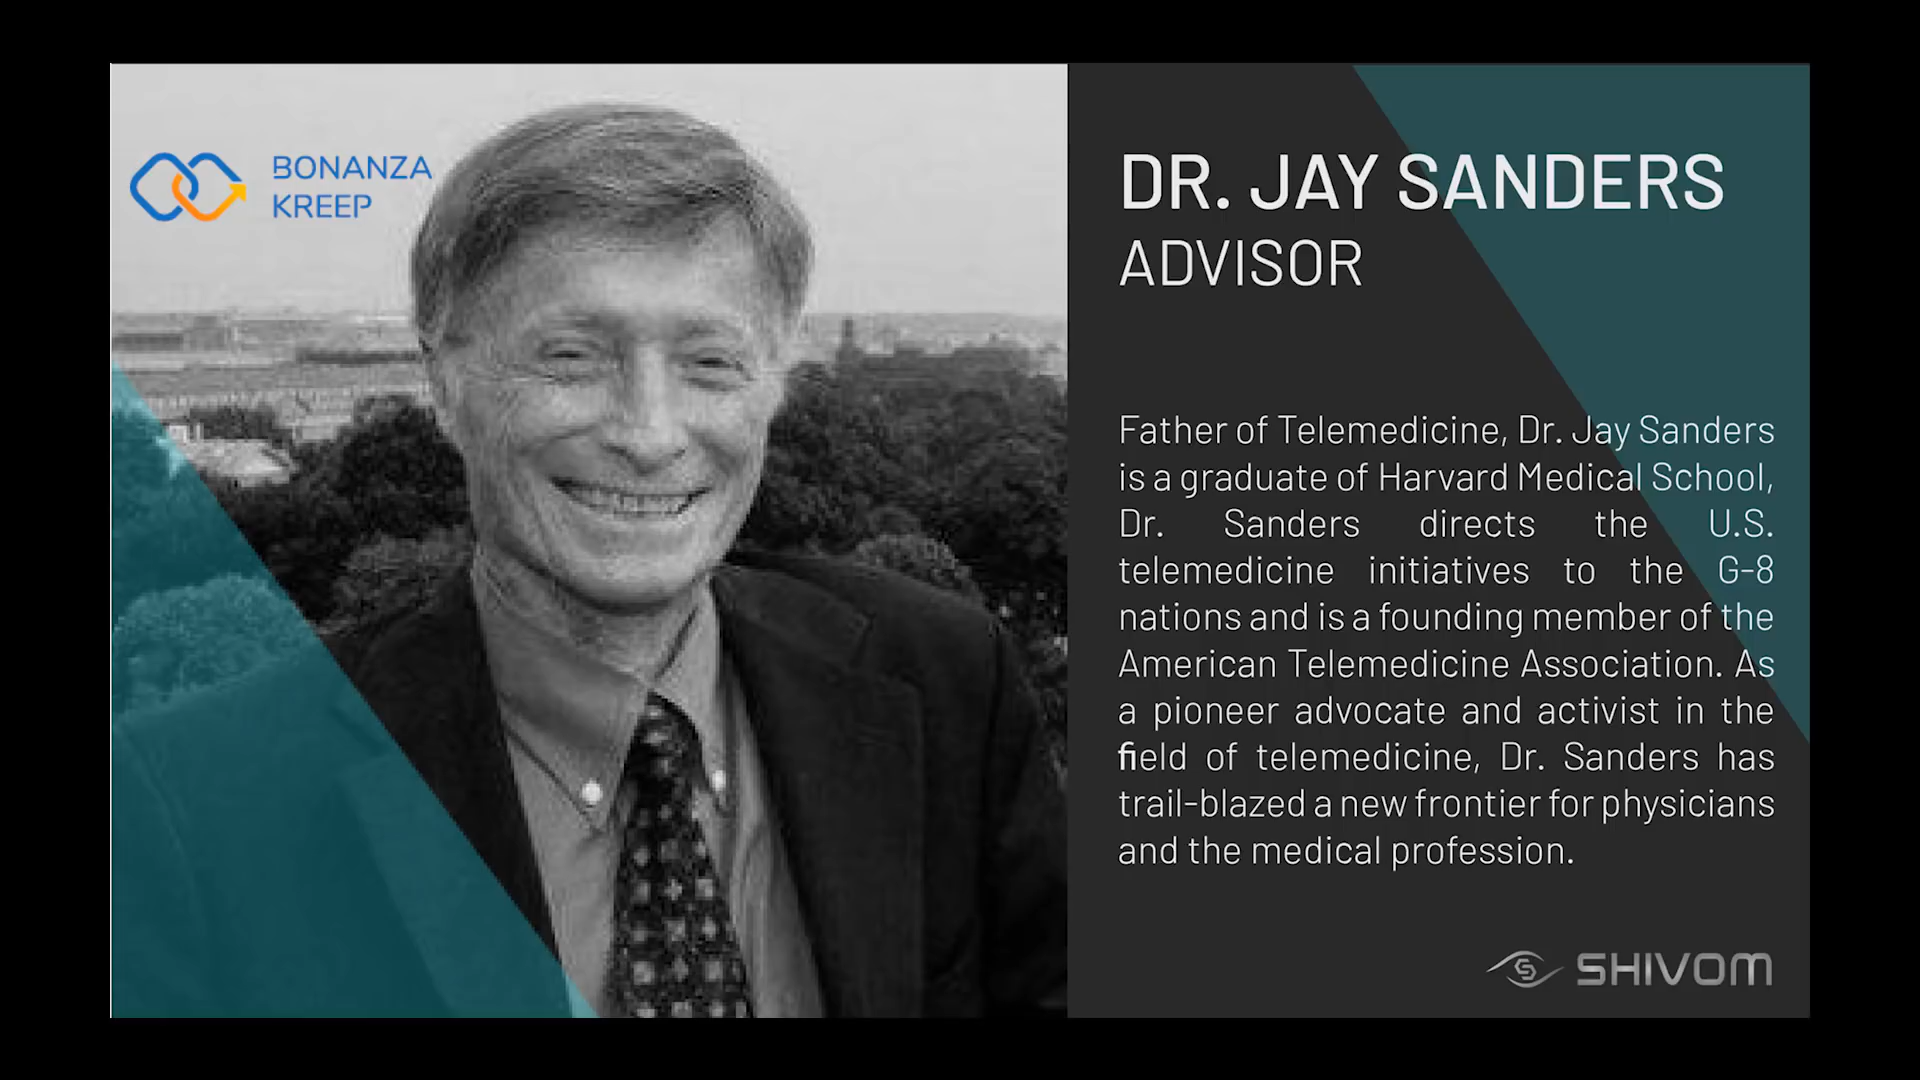 BONANZA
KREEP
DR. JAY SANDERS
ADVISOR
Father of Telemedicine, Dr. Jay Sanders
is a graduate of Harvard Medical School,
Dr. Sanders directs the U.S.
telemedicine initiatives to the G-8
nations and is a founding member of the
American Telemedicine Association. As
a pioneer advocate and activist in the
field of telemedicine, Dr. Sanders has
trail-blazed a new frontier for physicians
and the medical profession.
SHIVOM